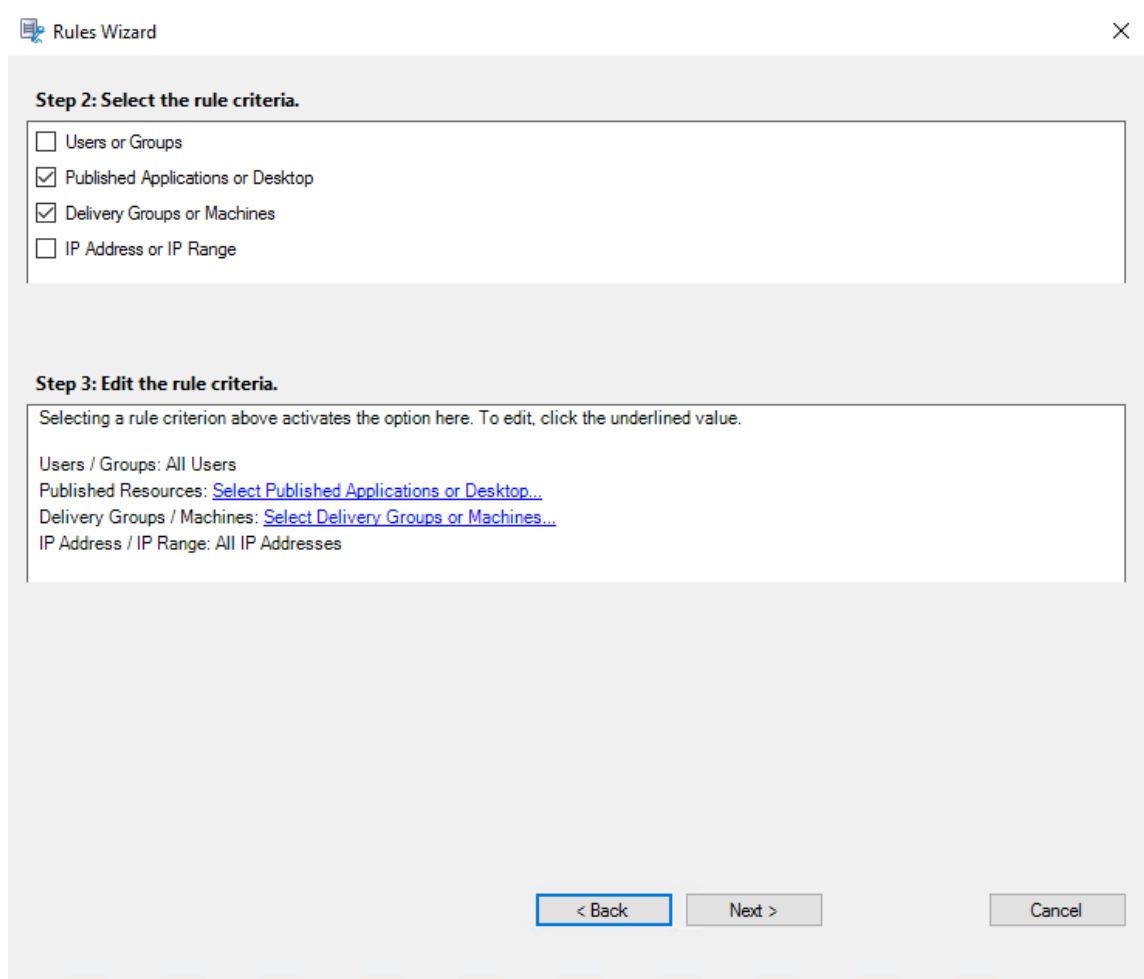 Rules Wizard
Step 2: Select the rule criteria.
Users or Groups
Published Applications or Desktop
Delivery Groups or Machines
IP Address or IP Range
Step 3: Edit the rule criteria.
Selecting a rule criterion above activates the option here. To edit, click the underlined value.
Users / Groups: All Users
Published Resources: Select Published Applications or Desktop...
Delivery Groups / Machines: Select Delivery Groups or Machines...
IP Address / IP Range: All IP Addresses
< Back Next > Cancel